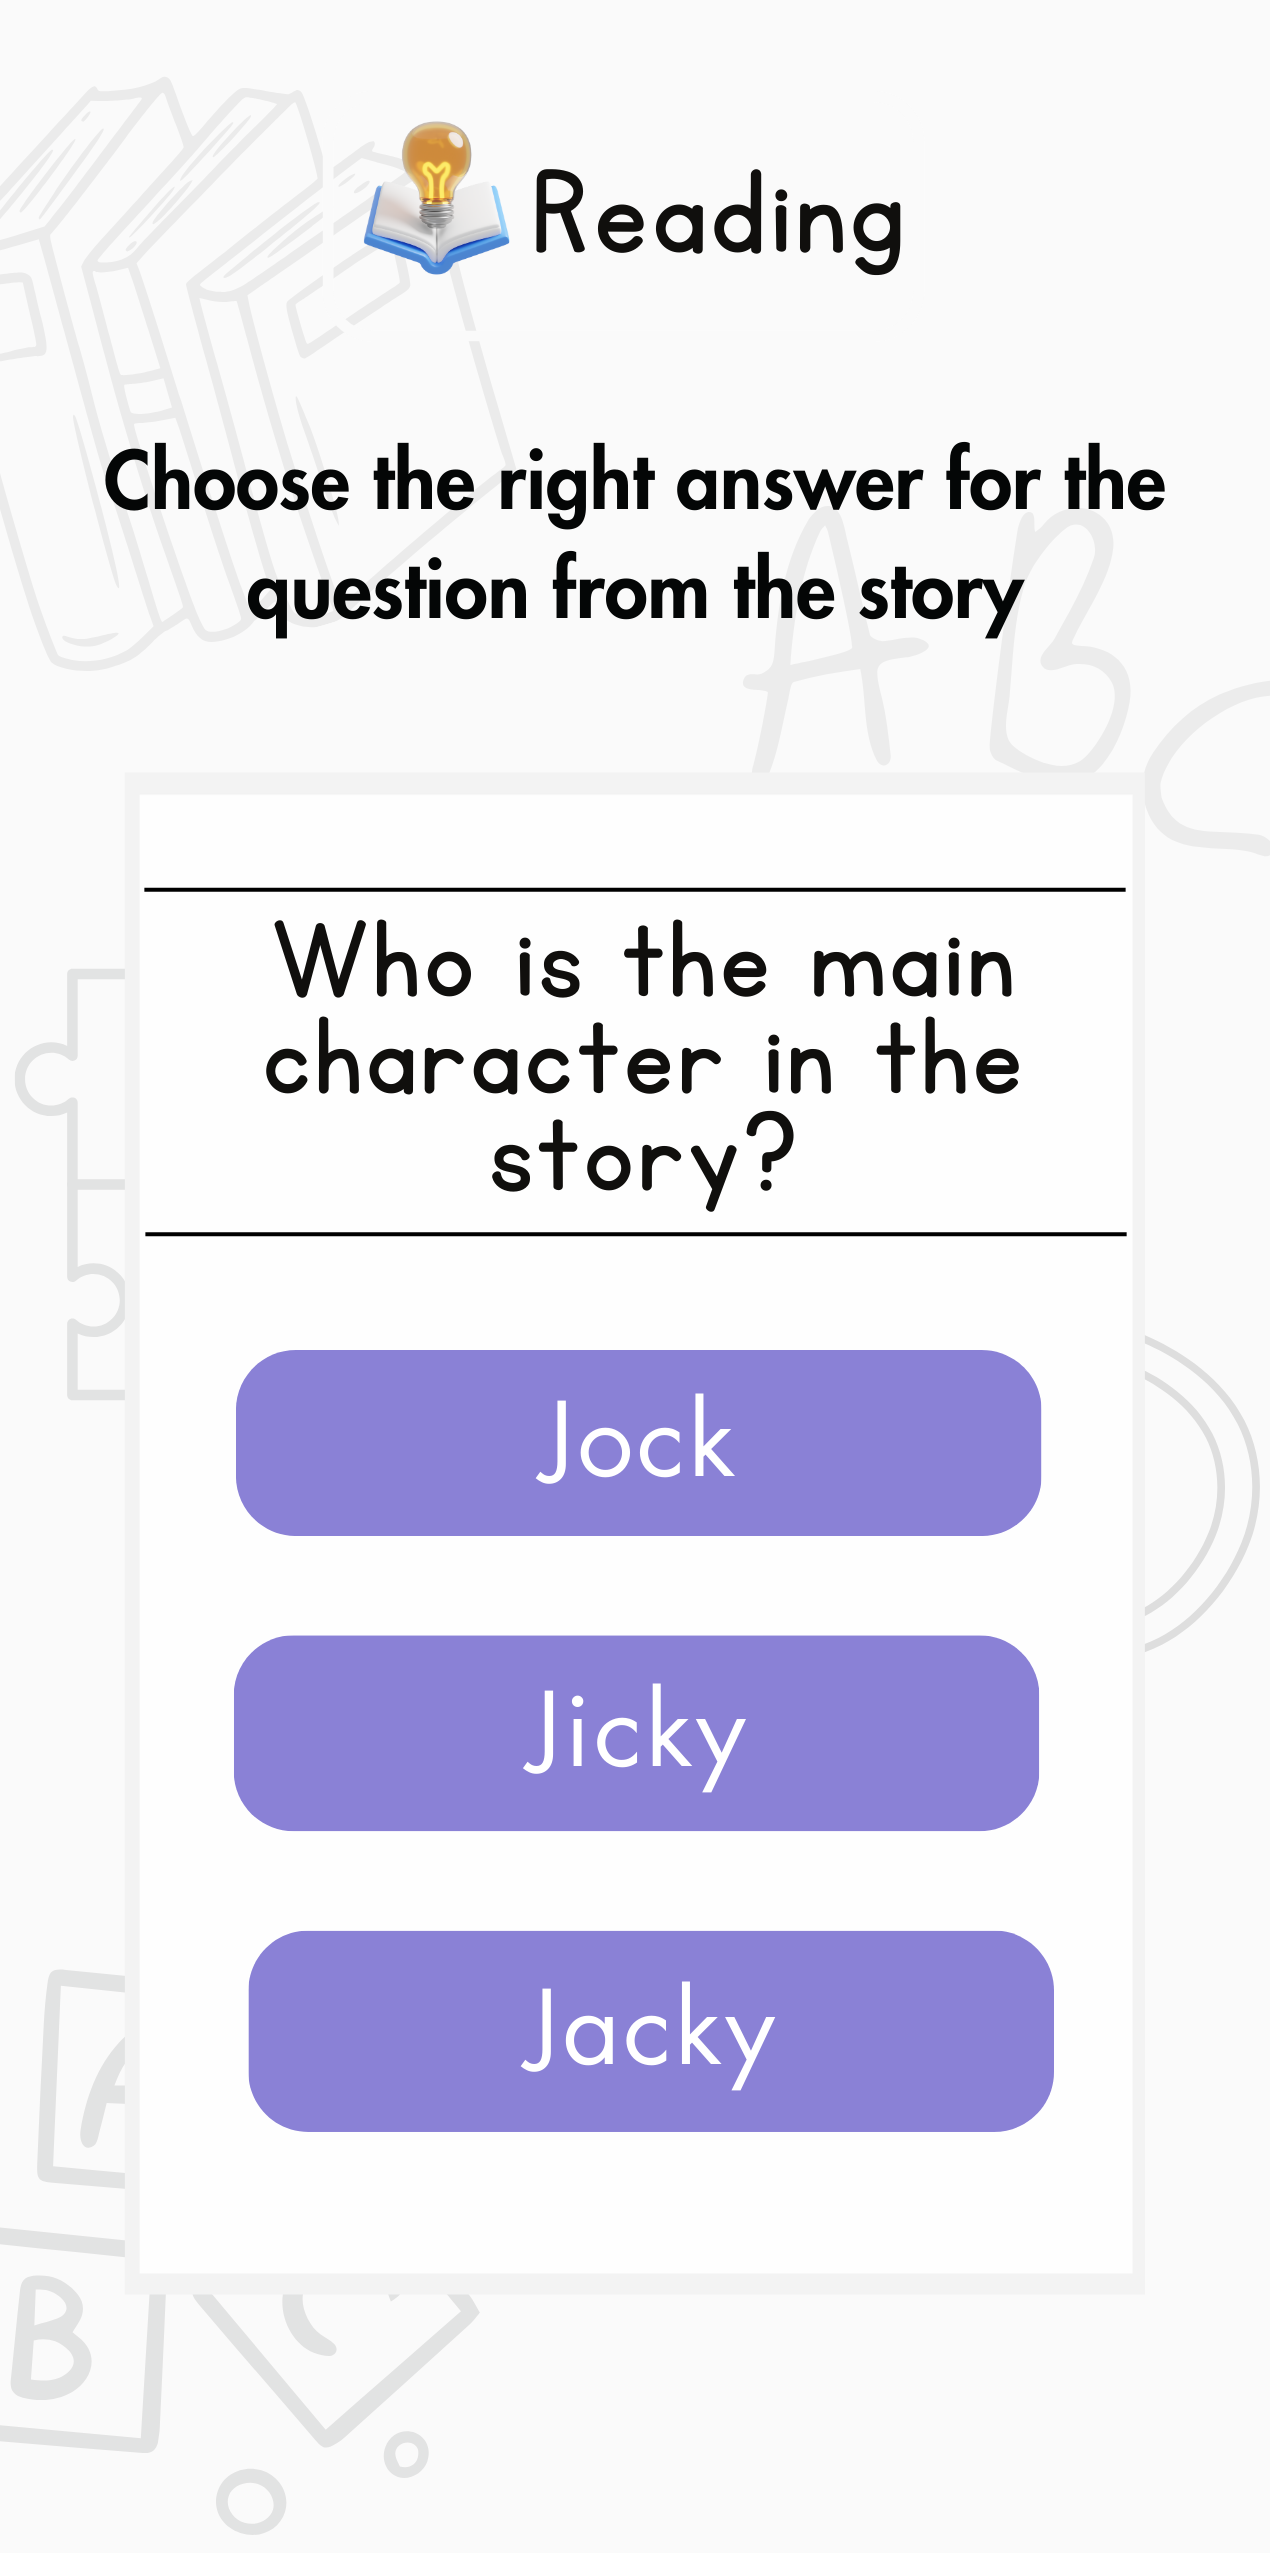 Reading
Choose the right answer for the
question from the story
A B
Who is the main
character in the
story?
Jock
Jicky
Jacky
A
B